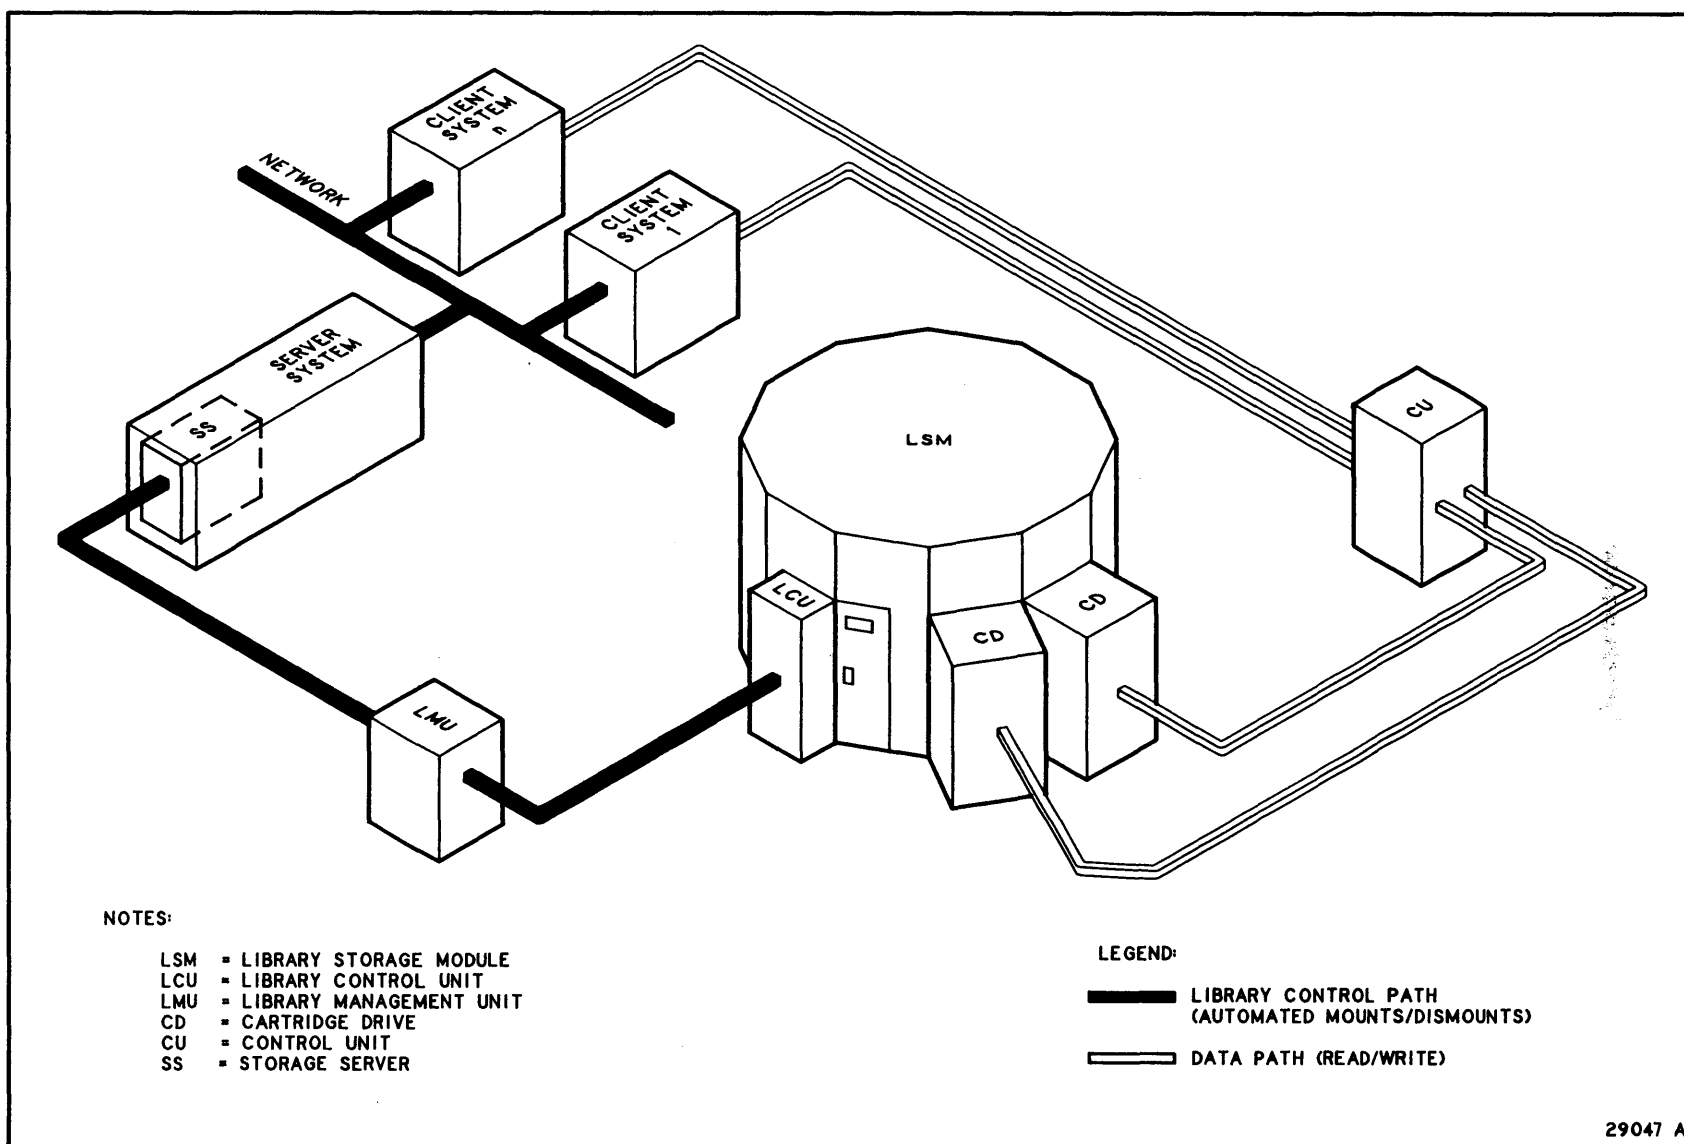 CLIENT
SYSTEM
n
NETWORK
CLIENT
SYSTEM
1
SERVER
SYSTEM
SS
LSM
CU
LCU
CD
CD
LMU
NOTES:
LSM = LIBRARY STORAGE MODULE
LCU = LIBRARY CONTROL UNIT
LMU = LIBRARY MANAGEMENT UNIT
CD = CARTRIDGE DRIVE
CU = CONTROL UNIT
SS = STORAGE SERVER
LEGEND:
LIBRARY CONTROL PATH
(AUTOMATED MOUNTS/DISMOUNTS)
DATA PATH (READ/WRITE)
29047 A